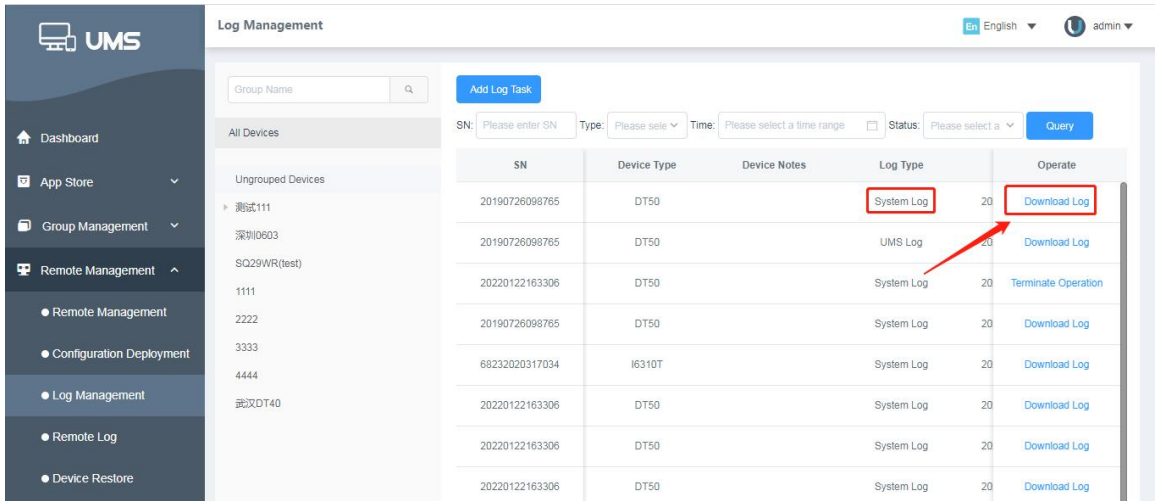 UMS
Log Management
En English
admin
Dashboard
App Store
Group Management
Remote Management
Remote Management
Configuration Deployment
Log Management
Remote Log
Device Restore
Group Name
All Devices
Ungrouped Devices
测试111
深圳0603
SQ29WR(test)
1111
2222
3333
4444
武汉DT40
Add Log Task
SN: Please enter SN Type: Please sele Time: Please select a time range Status: Please select a Query
SN Device Type Device Notes Log Type Operate
20190726098765 DT50 System Log 20 Download Log
20190726098765 DT50 UMS Log 20 Download Log
20220122163306 DT50 System Log 20 Terminate Operation
20190726098765 DT50 System Log 20 Download Log
68232020317034 I6310T System Log 20 Download Log
20220122163306 DT50 System Log 20 Download Log
20220122163306 DT50 System Log 20 Download Log
20220122163306 DT50 System Log 20 Download Log